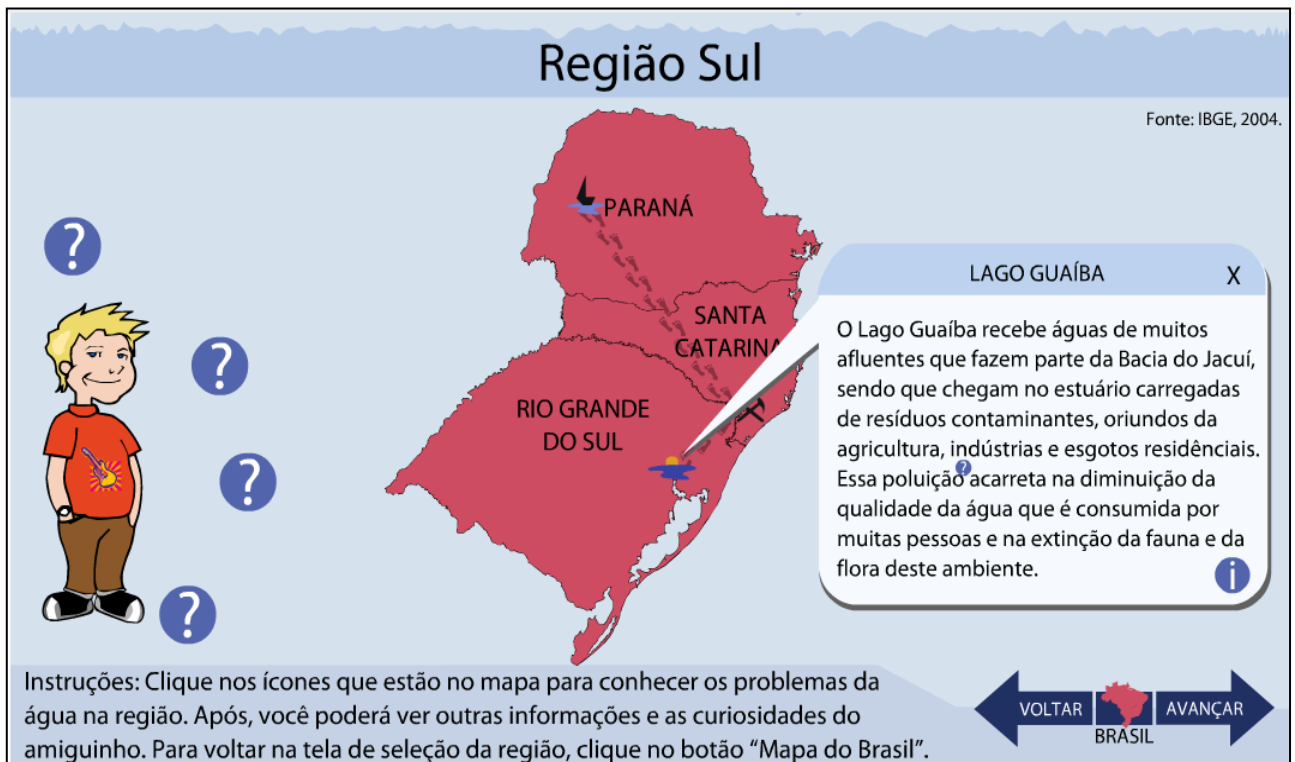 Região Sul
Fonte: IBGE, 2004.
?
?
?
?
PARANÁ
SANTA
CATARINA
RIO GRANDE
DO SUL
LAGO GUAÍBA
X
O Lago Guaíba recebe águas de muitos
afluentes que fazem parte da Bacia do Jacuí,
sendo que chegam no estuário carregadas
de resíduos contaminantes, oriundos da
agricultura, indústrias e esgotos residênciais.
Essa poluição ? acarreta na diminuição da
qualidade da água que é consumida por
muitas pessoas e na extinção da fauna e da
flora deste ambiente.
i
Instruções: Clique nos ícones que estão no mapa para conhecer os problemas da
água na região. Após, você poderá ver outras informações e as curiosidades do
amiguinho. Para voltar na tela de seleção da região, clique no botão “Mapa do Brasil”.
VOLTAR
BRASIL
AVANÇAR